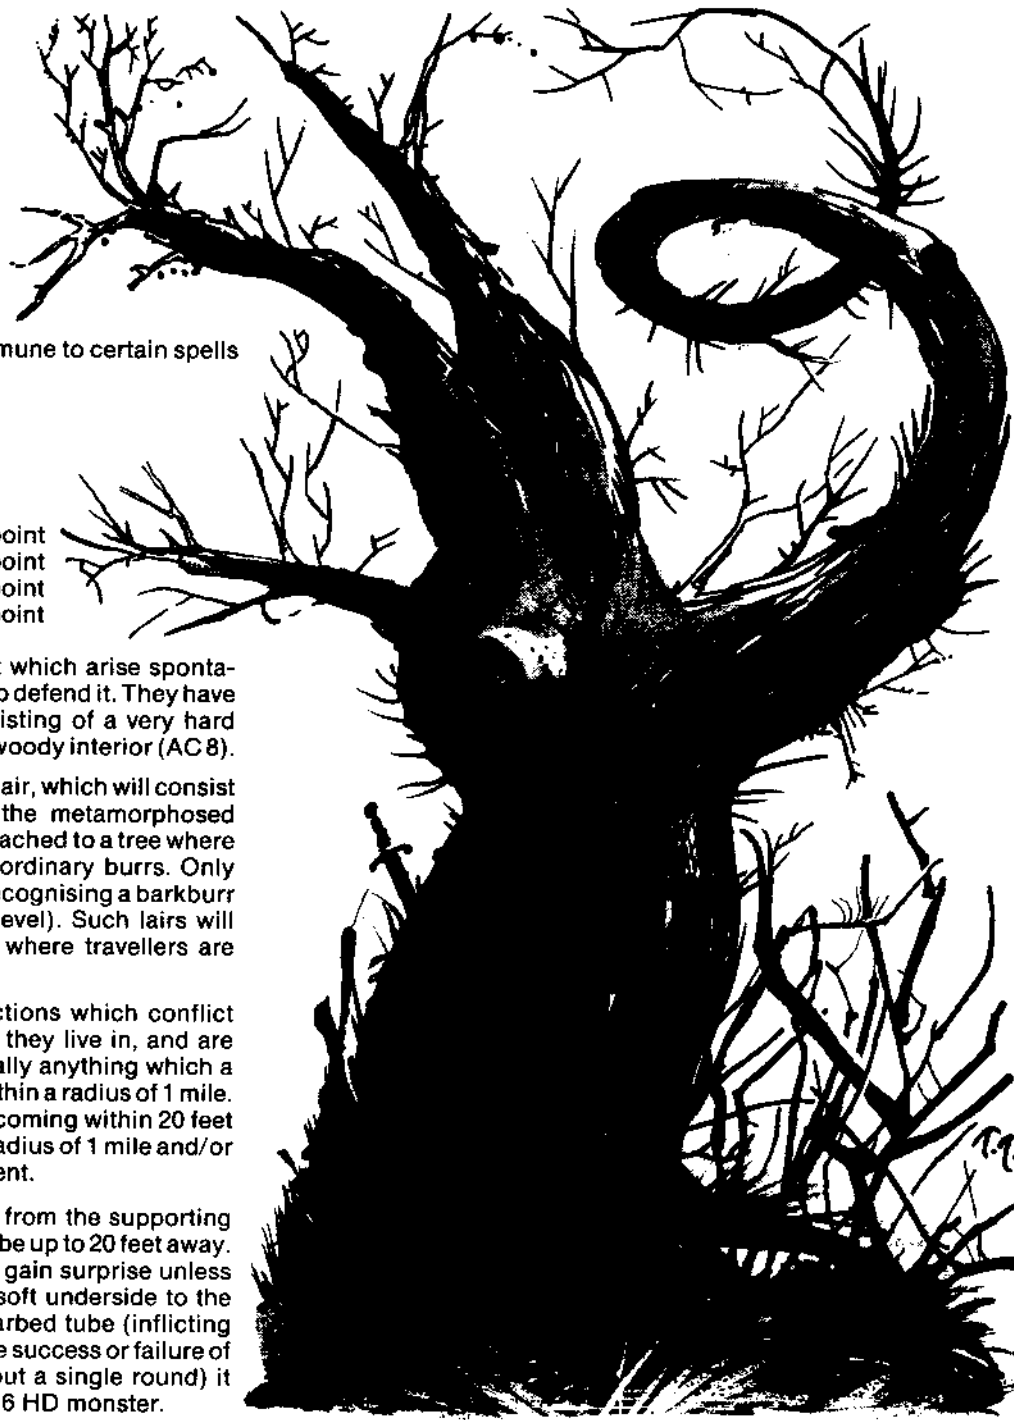 mune to certain spells
oint
oint
oint
oint
which arise sponta-
o defend it. They have
isting of a very hard
woody interior (AC 8).
air, which will consist
the metamorphosed
ached to a tree where
ordinary burrs. Only
ecognising a barkburr
evel). Such lairs will
where travellers are
ctions which conflict
they live in, and are
ally anything which a
thin a radius of 1 mile.
coming within 20 feet
adius of 1 mile and/or
ent.
from the supporting
be up to 20 feet away.
gain surprise unless
soft underside to the
arbed tube (inflicting
e success or failure of
out a single round) it
6 HD monster.